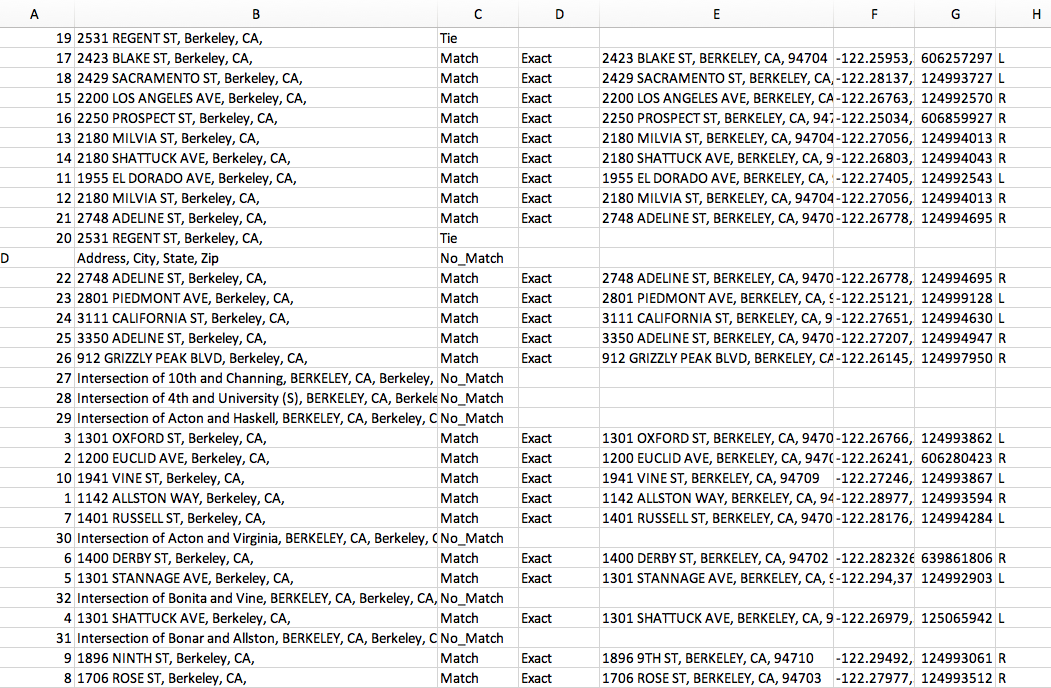 A B C D E F G H
19 2531 REGENT ST, Berkeley, CA, Tie
17 2423 BLAKE ST, Berkeley, CA, Match Exact 2423 BLAKE ST, BERKELEY, CA, 94704 -122.25953, 606257297 L
18 2429 SACRAMENTO ST, Berkeley, CA, Match Exact 2429 SACRAMENTO ST, BERKELEY, CA, -122.28137, 124993727 L
15 2200 LOS ANGELES AVE, Berkeley, CA, Match Exact 2200 LOS ANGELES AVE, BERKELEY, CA -122.26763, 124992570 R
16 2250 PROSPECT ST, Berkeley, CA, Match Exact 2250 PROSPECT ST, BERKELEY, CA, 947 -122.25034, 606859927 R
13 2180 MILVIA ST, Berkeley, CA, Match Exact 2180 MILVIA ST, BERKELEY, CA, 94704 -122.27056, 124994013 R
14 2180 SHATTUCK AVE, Berkeley, CA, Match Exact 2180 SHATTUCK AVE, BERKELEY, CA, 9 -122.26803, 124994043 R
11 1955 EL DORADO AVE, Berkeley, CA, Match Exact 1955 EL DORADO AVE, BERKELEY, CA, -122.27405, 124992543 L
12 2180 MILVIA ST, Berkeley, CA, Match Exact 2180 MILVIA ST, BERKELEY, CA, 94704 -122.27056, 124994013 R
21 2748 ADELINE ST, Berkeley, CA, Match Exact 2748 ADELINE ST, BERKELEY, CA, 9470 -122.26778, 124994695 R
20 2531 REGENT ST, Berkeley, CA, Tie
D Address, City, State, Zip No_Match
22 2748 ADELINE ST, Berkeley, CA, Match Exact 2748 ADELINE ST, BERKELEY, CA, 9470 -122.26778, 124994695 R
23 2801 PIEDMONT AVE, Berkeley, CA, Match Exact 2801 PIEDMONT AVE, BERKELEY, CA, -122.25121, 124999128 L
24 3111 CALIFORNIA ST, Berkeley, CA, Match Exact 3111 CALIFORNIA ST, BERKELEY, CA, 9 -122.27651, 124994630 L
25 3350 ADELINE ST, Berkeley, CA, Match Exact 3350 ADELINE ST, BERKELEY, CA, 9470 -122.27207, 124994947 R
26 912 GRIZZLY PEAK BLVD, Berkeley, CA, Match Exact 912 GRIZZLY PEAK BLVD, BERKELEY, CA -122.26145, 124997950 R
27 Intersection of 10th and Channing, BERKELEY, CA, Berkeley, No_Match
28 Intersection of 4th and University (S), BERKELEY, CA, Berkele No_Match
29 Intersection of Acton and Haskell, BERKELEY, CA, Berkeley, C No_Match
3 1301 OXFORD ST, Berkeley, CA, Match Exact 1301 OXFORD ST, BERKELEY, CA, 9470 -122.26766, 124993862 L
2 1200 EUCLID AVE, Berkeley, CA, Match Exact 1200 EUCLID AVE, BERKELEY, CA, 9470 -122.26241, 606280423 R
10 1941 VINE ST, Berkeley, CA, Match Exact 1941 VINE ST, BERKELEY, CA, 94709 -122.27246, 124993867 L
1 1142 ALLSTON WAY, Berkeley, CA, Match Exact 1142 ALLSTON WAY, BERKELEY, CA, 94 -122.28977, 124993594 R
7 1401 RUSSELL ST, Berkeley, CA, Match Exact 1401 RUSSELL ST, BERKELEY, CA, 9470 -122.28176, 124994284 L
30 Intersection of Acton and Virginia, BERKELEY, CA, Berkeley, No_Match
6 1400 DERBY ST, Berkeley, CA, Match Exact 1400 DERBY ST, BERKELEY, CA, 94702 -122.282326 639861806 R
5 1301 STANNAGE AVE, Berkeley, CA, Match Exact 1301 STANNAGE AVE, BERKELEY, CA, -122.294,37 124992903 L
32 Intersection of Bonita and Vine, BERKELEY, CA, Berkeley, CA, No_Match
4 1301 SHATTUCK AVE, Berkeley, CA, Match Exact 1301 SHATTUCK AVE, BERKELEY, CA, 9 -122.26979, 125065942 L
31 Intersection of Bonar and Allston, BERKELEY, CA, Berkeley, C No_Match
9 1896 NINTH ST, Berkeley, CA, Match Exact 1896 9TH ST, BERKELEY, CA, 94710 -122.29492, 124993061 R
8 1706 ROSE ST, Berkeley, CA, Match Exact 1706 ROSE ST, BERKELEY, CA, 94703 -122.27977, 124993512 R